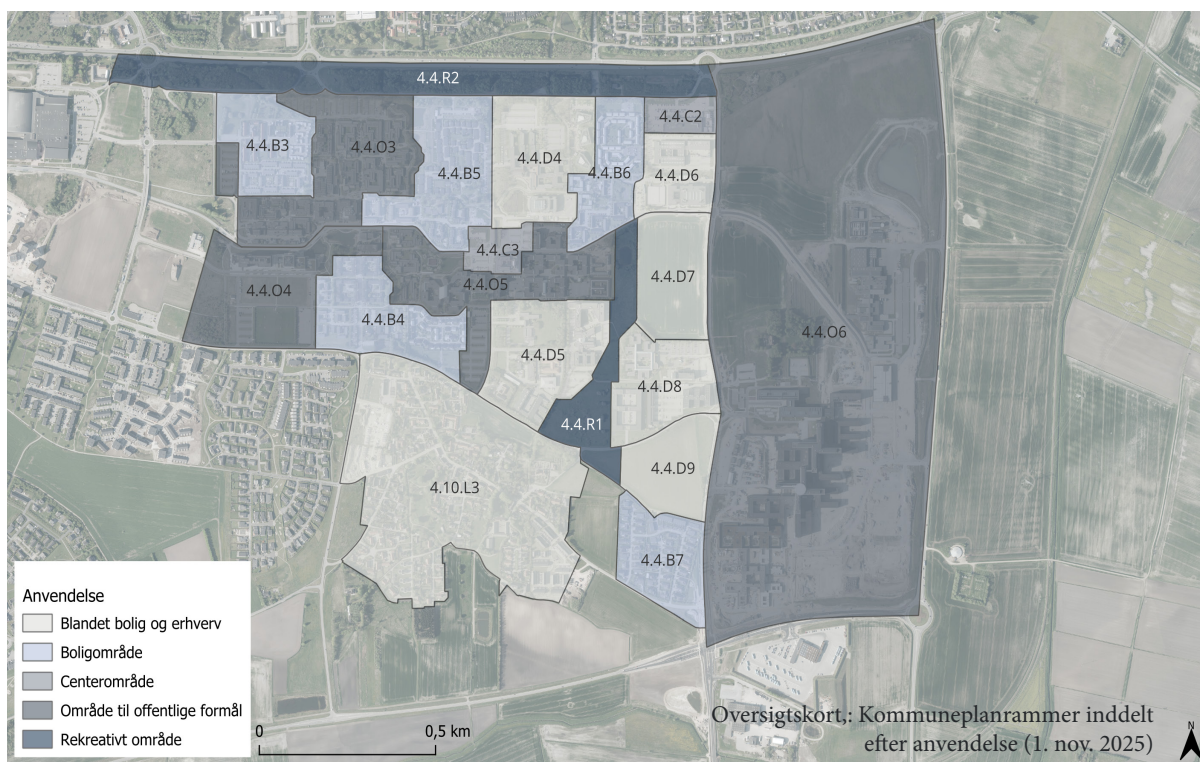 4.4.R2
4.4.C2
4.4.B3
4.4.O3
4.4.B5
4.4.D4
4.4.B6
4.4.D6
4.4.C3
4.4.O4
4.4.O5
4.4.D7
4.4.B4
4.4.O6
4.4.D5
4.4.D8
4.4.R1
4.4.D9
4.10.L3
4.4.B7
Anvendelse
Blandet bolig og erhverv
Boligområde
Centerområde
Område til offentlige formål
Rekreativt område
0 0,5 km
Oversigtskort,: Kommuneplanrammer inddelt
efter anvendelse (1. nov. 2025)
N